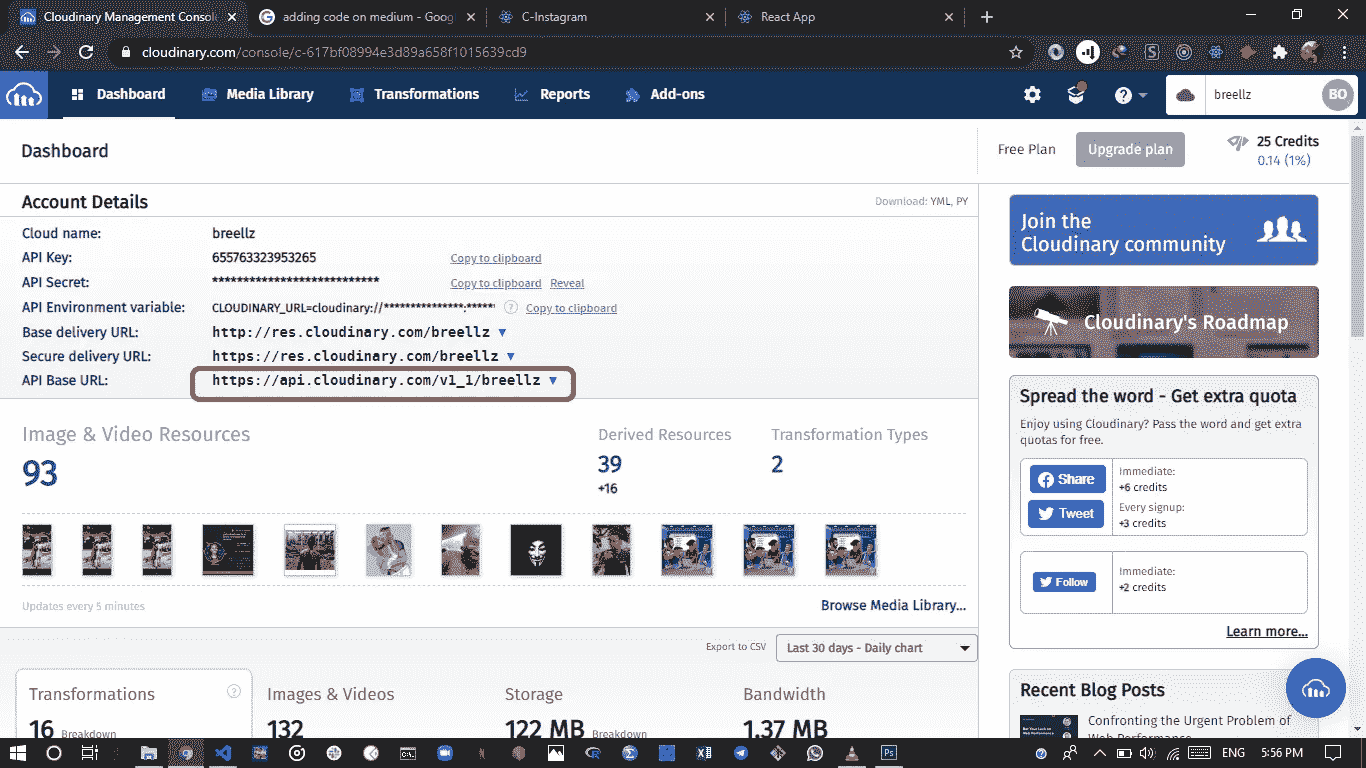 Cloudinary Management Consol
adding code on medium - Goog
C-Instagram
React App
cloudinary.com/console/c-617bf08994e3d89a658f1015639cd9
Dashboard
Media Library
Transformations
Reports
Add-ons
breellz
BO
Dashboard
Free Plan
Upgrade plan
25 Credits
0.14 (1%)
Account Details
Download: YML, PY
Cloud name: breellz
API Key: 655763323953265 Copy to clipboard
API Secret: *************************** Copy to clipboard Reveal
API Environment variable: CLOUDINARY_URL=cloudinary://***************:***** ? Copy to clipboard
Base delivery URL: http://res.cloudinary.com/breellz
Secure delivery URL: https://res.cloudinary.com/breellz
API Base URL: https://api.cloudinary.com/v1_1/breellz
Image & Video Resources
93
Derived Resources
39
+16
Transformation Types
2
Updates every 5 minutes
Browse Media Library...
Export to CSV
Last 30 days - Daily chart
Transformations ?
16 Breakdown
Images & Videos
132
Storage
122 MB Breakdown
Bandwidth
1.37 MB
Join the
Cloudinary community
Cloudinary's Roadmap
Spread the word - Get extra quota
Enjoy using Cloudinary? Pass the word and get extra
quotas for free.
Share
Tweet
Immediate:
+6 credits
Every signup:
+3 credits
Follow
Immediate:
+2 credits
Learn more...
Recent Blog Posts
Confronting the Urgent Problem of
Web Performance
ENG
5:56 PM